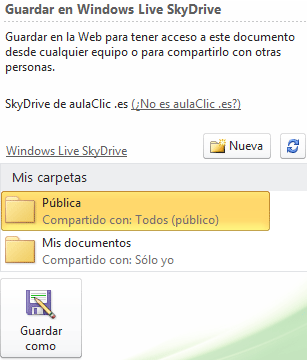 Guardar en Windows Live SkyDrive
Guardar en la Web para tener acceso a este documento
desde cualquier equipo o para compartirlo con otras
personas.
SkyDrive de aulaClic .es (¿No es aulaClic .es?)
Windows Live SkyDrive
Nueva
Mis carpetas
Pública
Compartido con: Todos (público)
Mis documentos
Compartido con: Sólo yo
Guardar
como